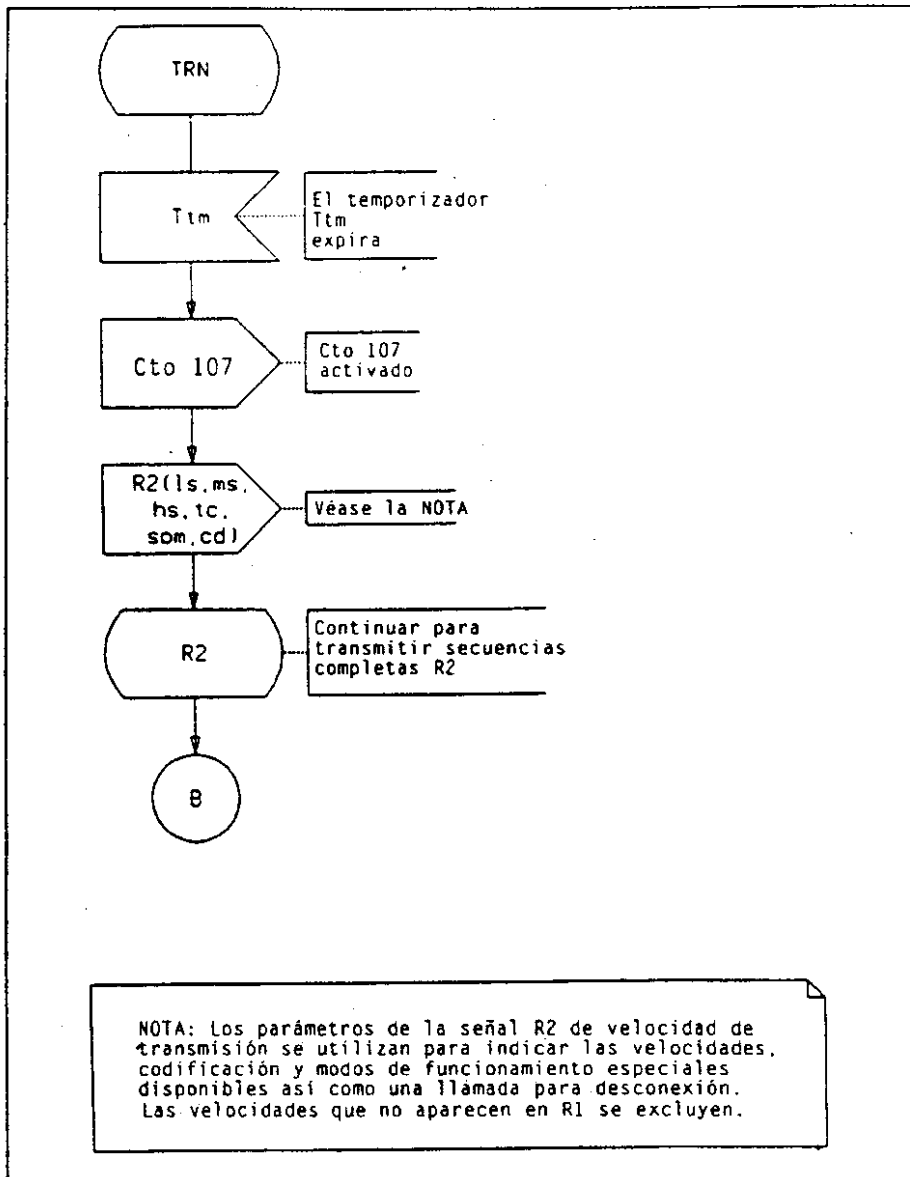 TRN
Ttm
El temporizador
Ttm
expira
Cto 107
Cto 107
activado
R2(ls,ms,
hs,tc,
som,cd)
Véase la NOTA
R2
Continuar para
transmitir secuencias
completas R2
B
NOTA: Los parámetros de la señal R2 de velocidad de
transmisión se utilizan para indicar las velocidades,
codificación y modos de funcionamiento especiales
disponibles así como una llamada para desconexión.
Las velocidades que no aparecen en R1 se excluyen.